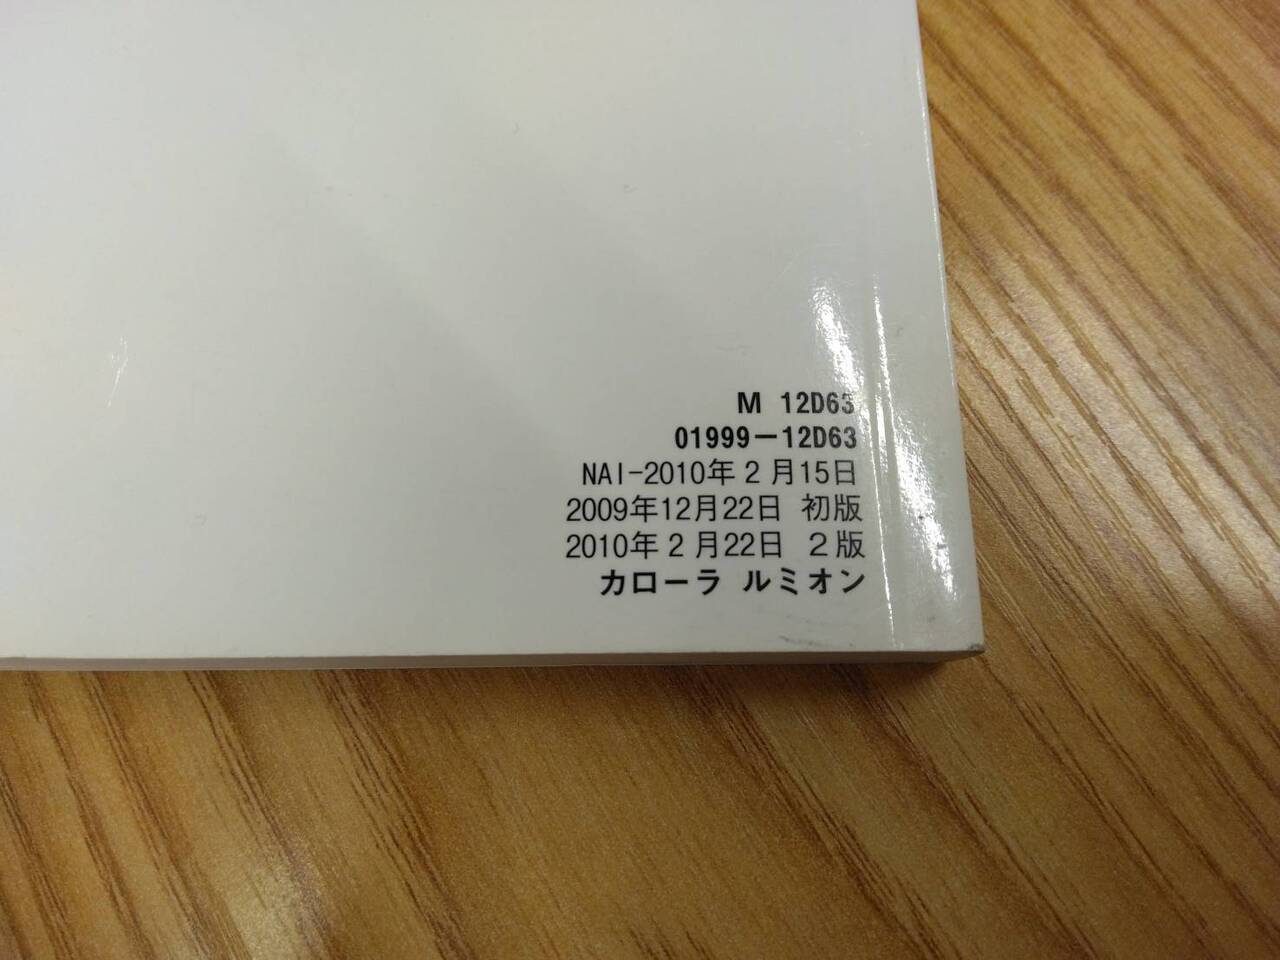 M 12D63
01999-12D63
NAI-2010年2月15日
2009年12月22日 初版
2010年2月22日 2版
カローラ ルミオン